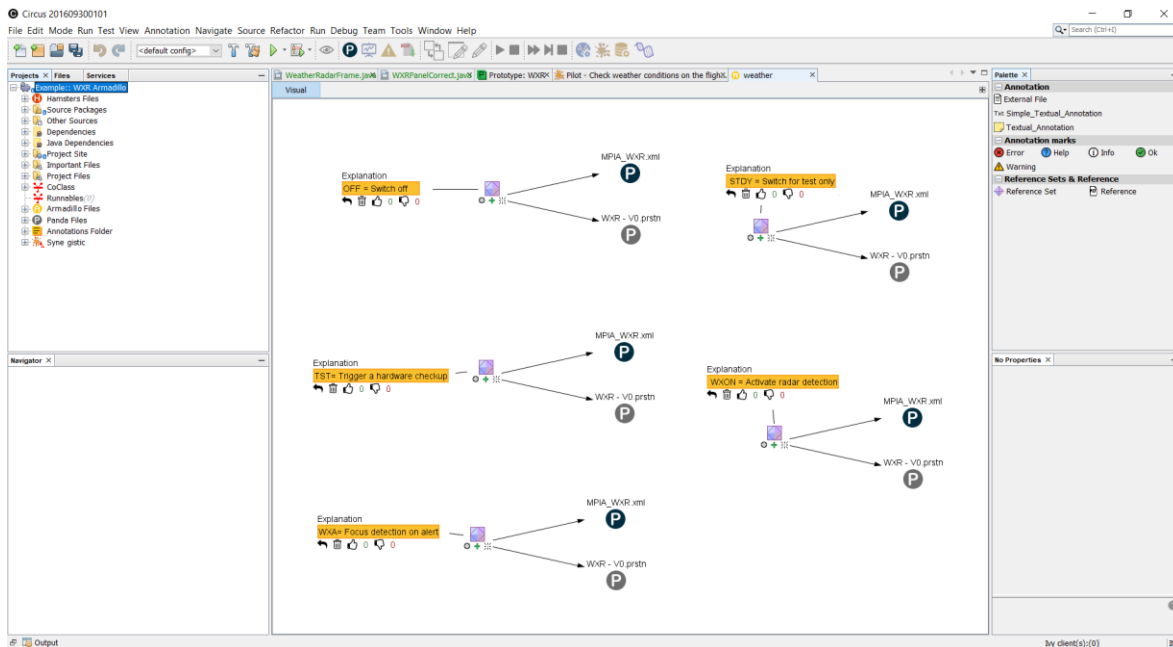 Circus 201609300101
File Edit Mode Run Test View Annotation Navigate Source Refactor Run Debug Team Tools Window Help
Search (Ctrl+I)
<default config>
Projects Files Services
Example:: WXR Armadillo
Hamsters Files
Source Packages
Other Sources
Dependencies
Java Dependencies
Project Site
Important Files
Project Files
CoClass
Runnables(0)
Armadillo Files
Panda Files
Annotations Folder
Syne gistic
Navigator
WeatherRadarFrame.java WXRPanelCorrect.java Prototype: WXR Pilot - Check weather conditions on the fligh weather
Visual
Explanation
OFF = Switch off
0 0
MPIA_WXR.xml
P
WXR - V0.prstn
P
Explanation
STDY = Switch for test only
0 0
MPIA_WXR.xml
P
WXR - V0.prstn
P
Explanation
TST= Trigger a hardware checkup
0 0
MPIA_WXR.xml
P
WXR - V0.prstn
P
Explanation
WXON = Activate radar detection
0 0
MPIA_WXR.xml
P
WXR - V0.prstn
P
Explanation
WXA= Focus detection on alert
0 0
MPIA_WXR.xml
P
WXR - V0.prstn
P
Palette
Annotation
External File
Txt Simple_Textual_Annotation
Textual_Annotation
Annotation marks
Error Help Info Ok
Warning
Reference Sets & Reference
Reference Set Reference
No Properties
Output
Ivy client(s):(0)